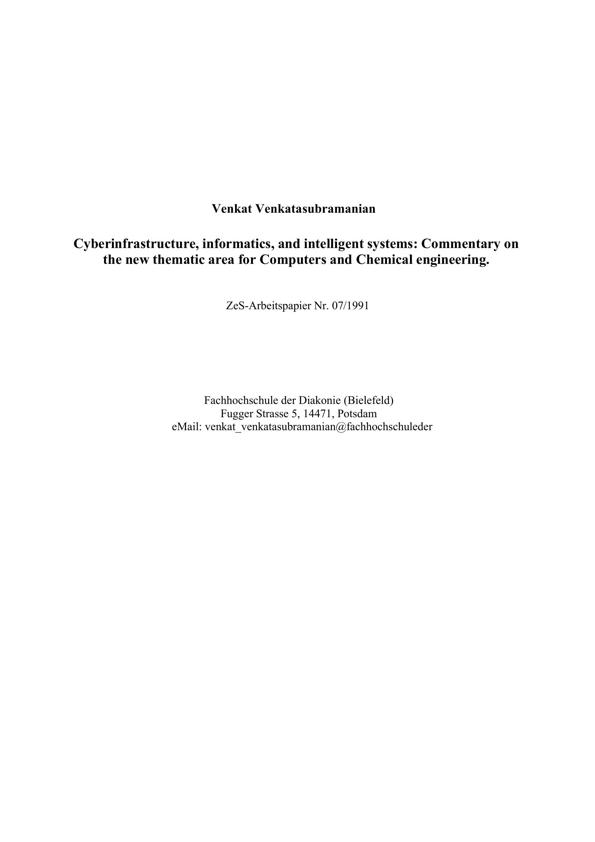 Venkat Venkatasubramanian
Cyberinfrastructure, informatics, and intelligent systems: Commentary on
the new thematic area for Computers and Chemical engineering.
ZeS-Arbeitspapier Nr. 07/1991
Fachhochschule der Diakonie (Bielefeld)
Fugger Strasse 5, 14471, Potsdam
eMail: venkat_venkatasubramanian@fachhochschuleder